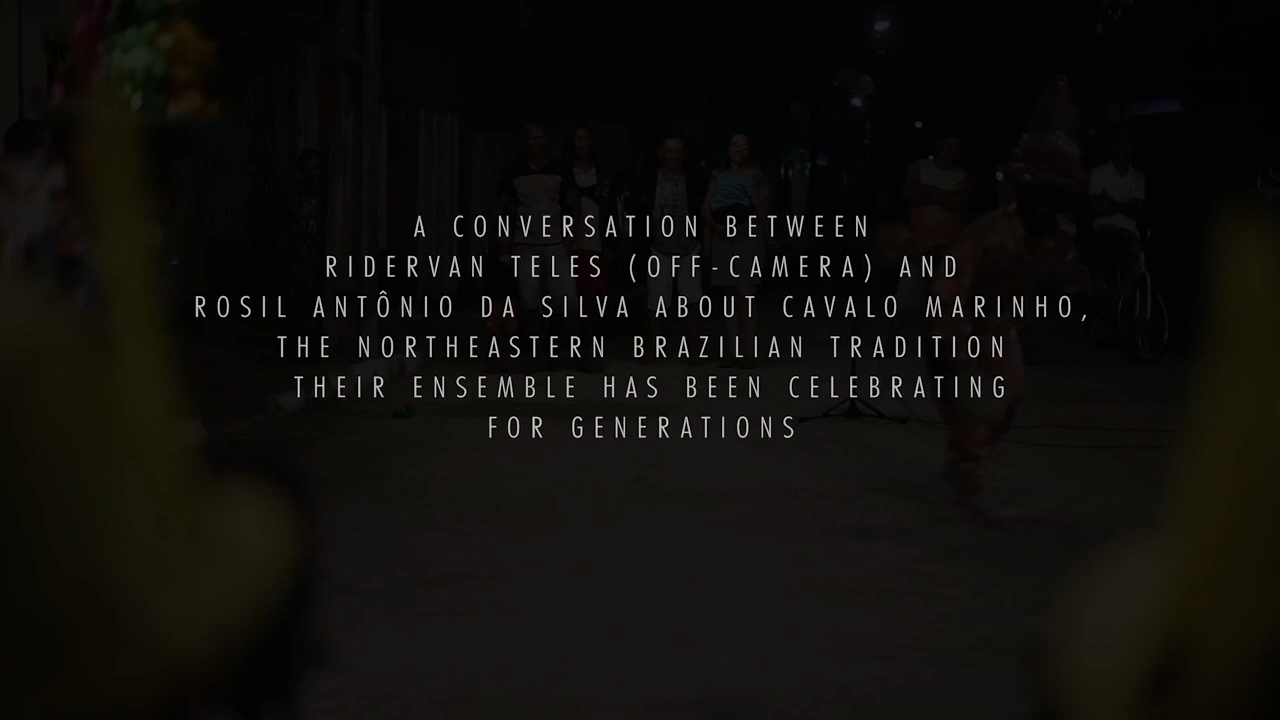 A CONVERSATION BETWEEN
RIDERVAN TELES (OFF-CAMERA) AND
ROSIL ANTÔNIO DA SILVA ABOUT CAVALO MARINHO,
THE NORTHEASTERN BRAZILIAN TRADITION
THEIR ENSEMBLE HAS BEEN CELEBRATING
FOR GENERATIONS